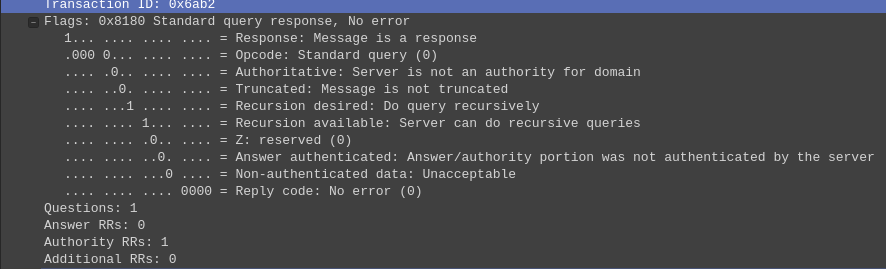 Transaction ID: 0x6ab2
Flags: 0x8180 Standard query response, No error
1... .... .... .... = Response: Message is a response
.000 0... .... .... = Opcode: Standard query (0)
.... .0.. .... .... = Authoritative: Server is not an authority for domain
.... ..0. .... .... = Truncated: Message is not truncated
.... ...1 .... .... = Recursion desired: Do query recursively
.... .... 1... .... = Recursion available: Server can do recursive queries
.... .... .0.. .... = Z: reserved (0)
.... .... ..0. .... = Answer authenticated: Answer/authority portion was not authenticated by the server
.... .... ...0 .... = Non-authenticated data: Unacceptable
.... .... .... 0000 = Reply code: No error (0)
Questions: 1
Answer RRs: 0
Authority RRs: 1
Additional RRs: 0